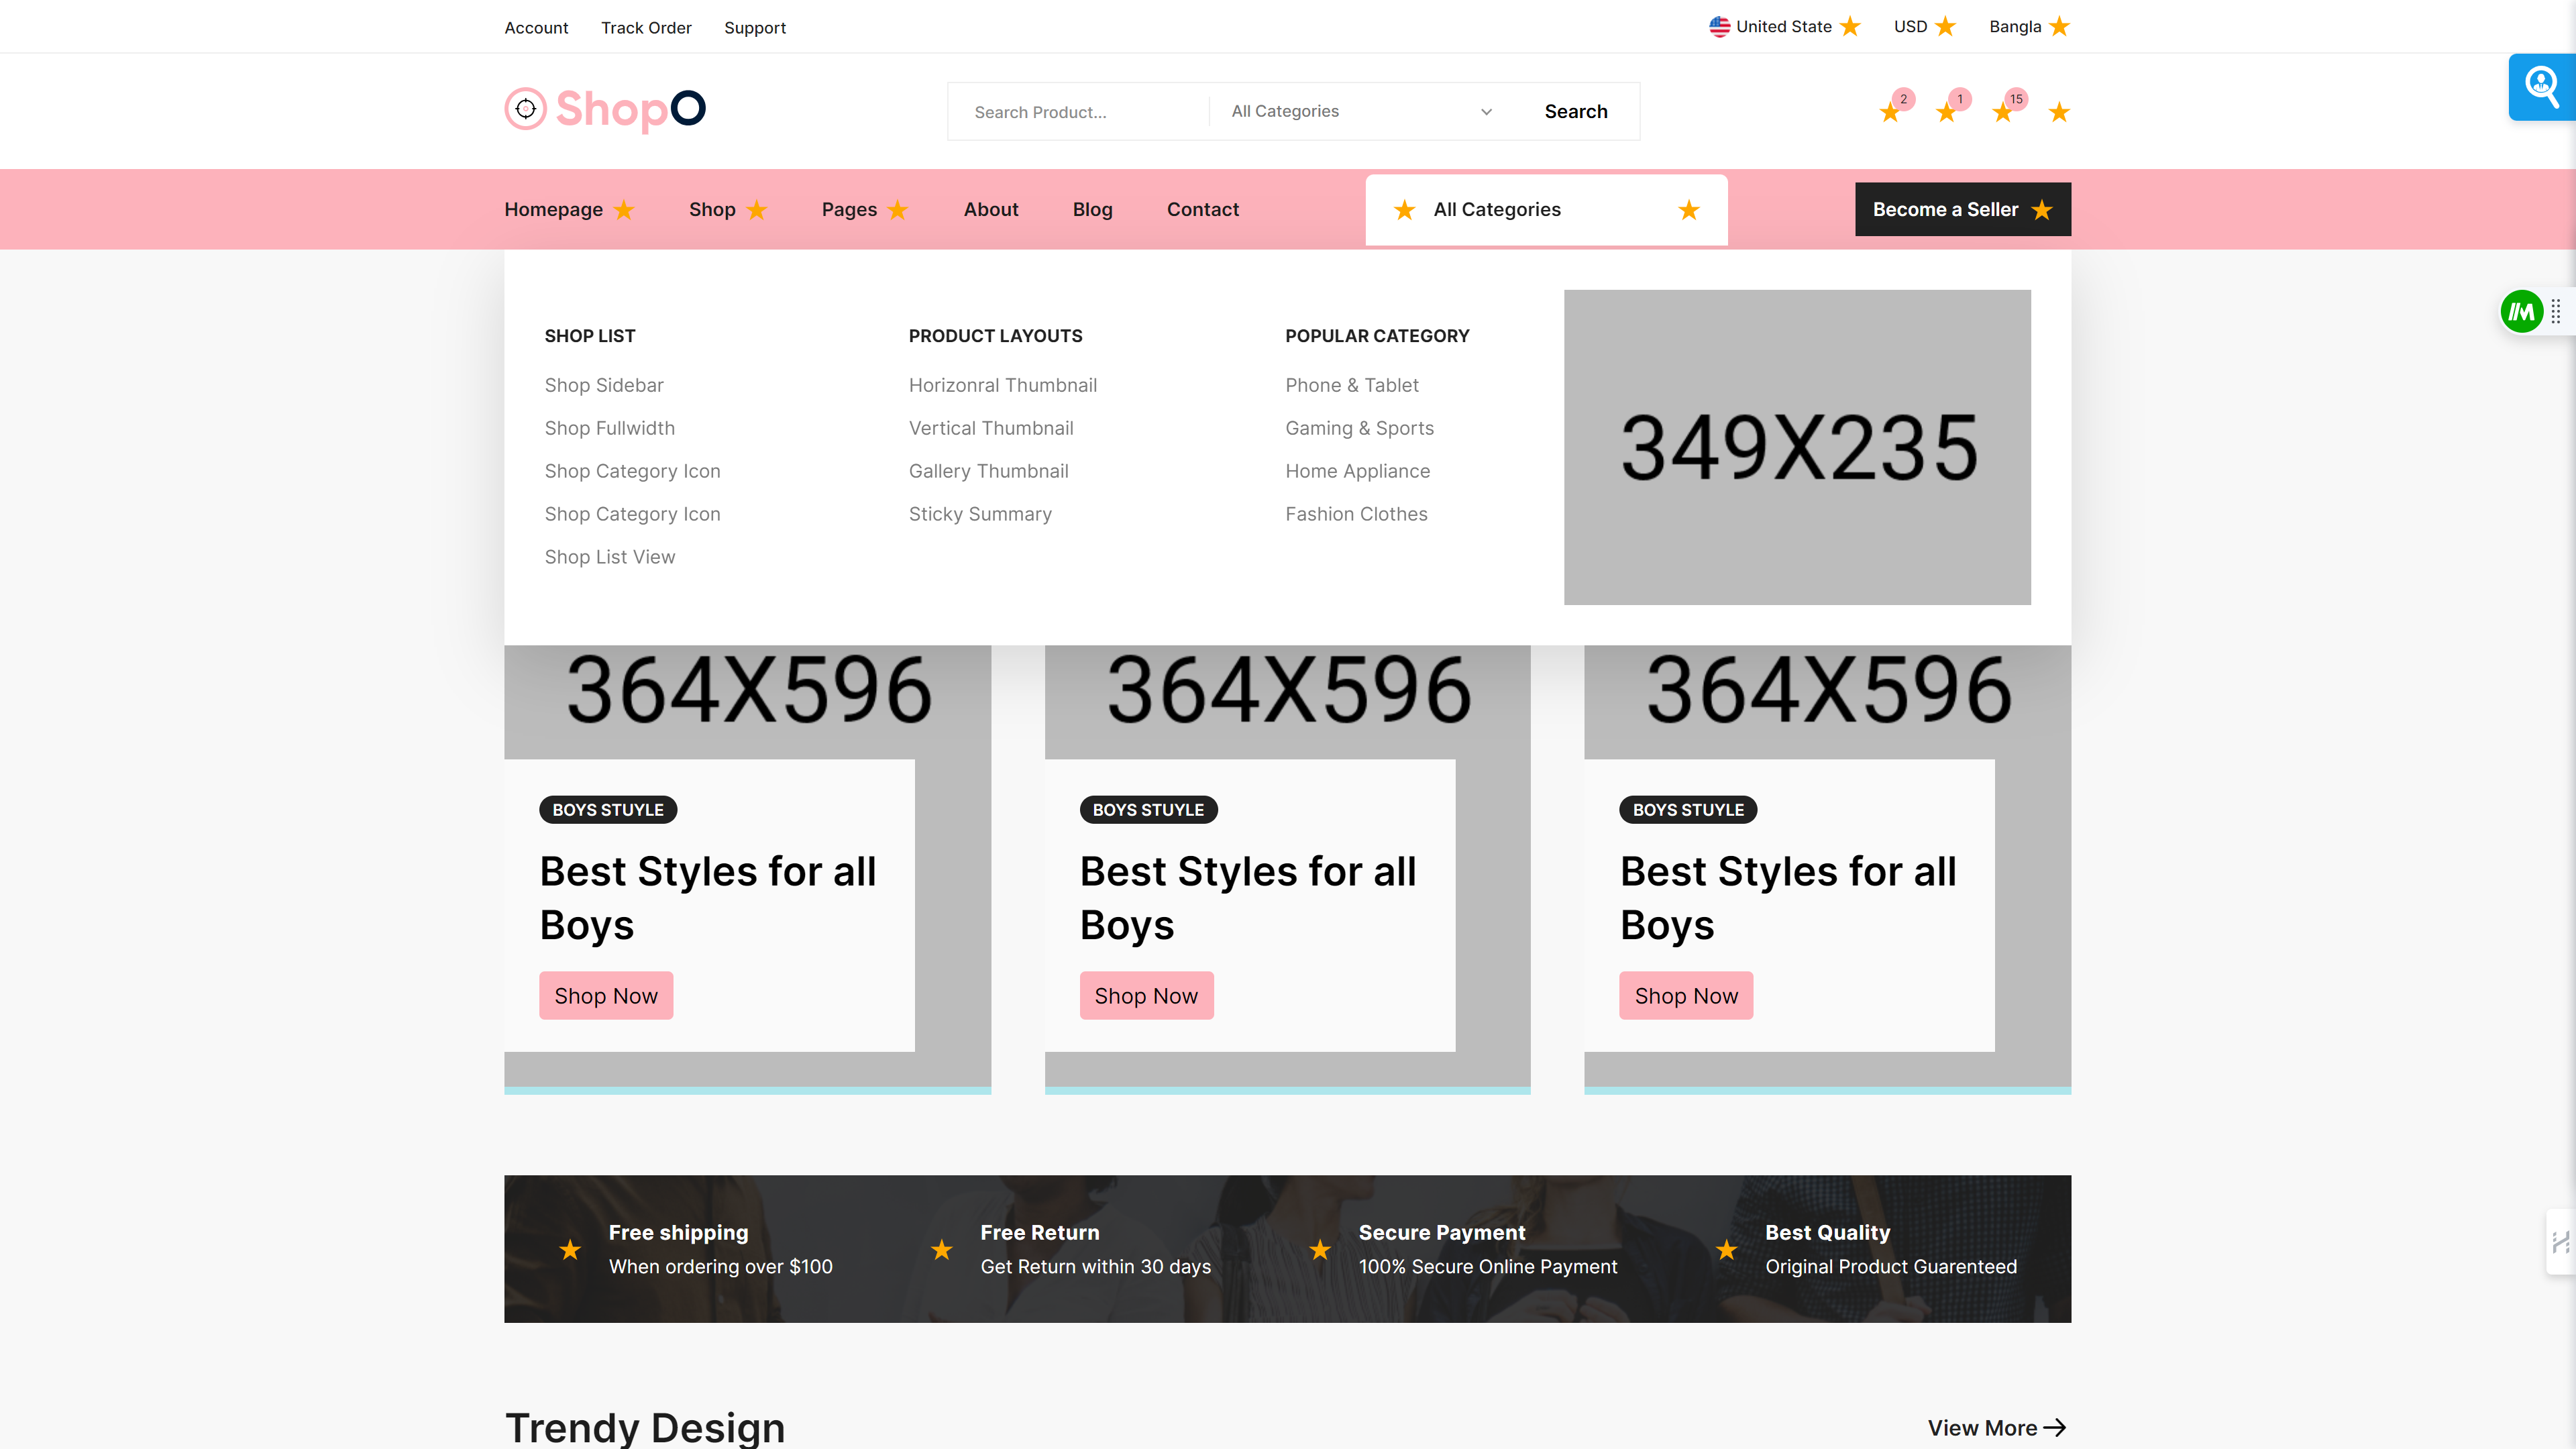 Account Track Order Support United State USD Bangla
ShopO Search Product... All Categories Search 2 1 15
Homepage Shop Pages About Blog Contact All Categories Become a Seller
SHOP LIST
Shop Sidebar
Shop Fullwidth
Shop Category Icon
Shop Category Icon
Shop List View
PRODUCT LAYOUTS
Horizonral Thumbnail
Vertical Thumbnail
Gallery Thumbnail
Sticky Summary
POPULAR CATEGORY
Phone & Tablet
Gaming & Sports
Home Appliance
Fashion Clothes
349X235
364X596
BOYS STUYLE
Best Styles for all
Boys
Shop Now
364X596
BOYS STUYLE
Best Styles for all
Boys
Shop Now
364X596
BOYS STUYLE
Best Styles for all
Boys
Shop Now
Free shipping
When ordering over $100
Free Return
Get Return within 30 days
Secure Payment
100% Secure Online Payment
Best Quality
Original Product Guarenteed
Trendy Design View More